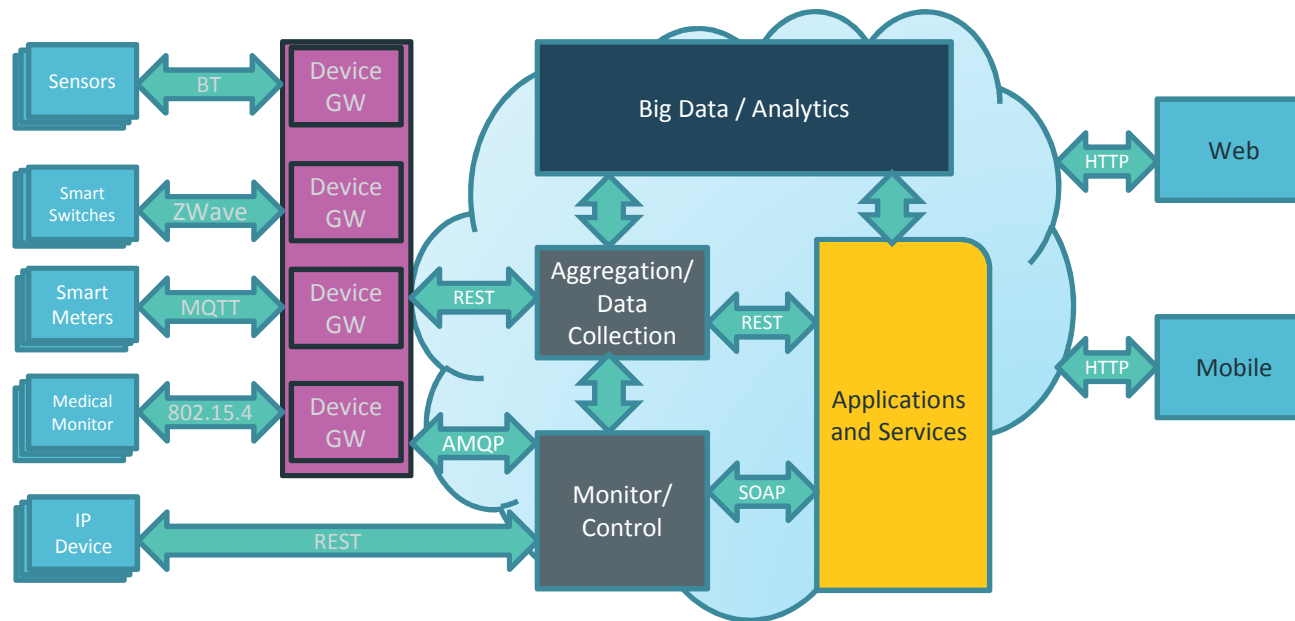 Sensors
BT
Device
GW
Big Data / Analytics
HTTP
Web
Smart
Switches
ZWave
Device
GW
Smart
Meters
MQTT
Device
GW
REST
Aggregation/
Data
Collection
REST
Applications
and Services
HTTP
Mobile
Medical
Monitor
802.15.4
Device
GW
AMQP
Monitor/
Control
SOAP
IP
Device
REST